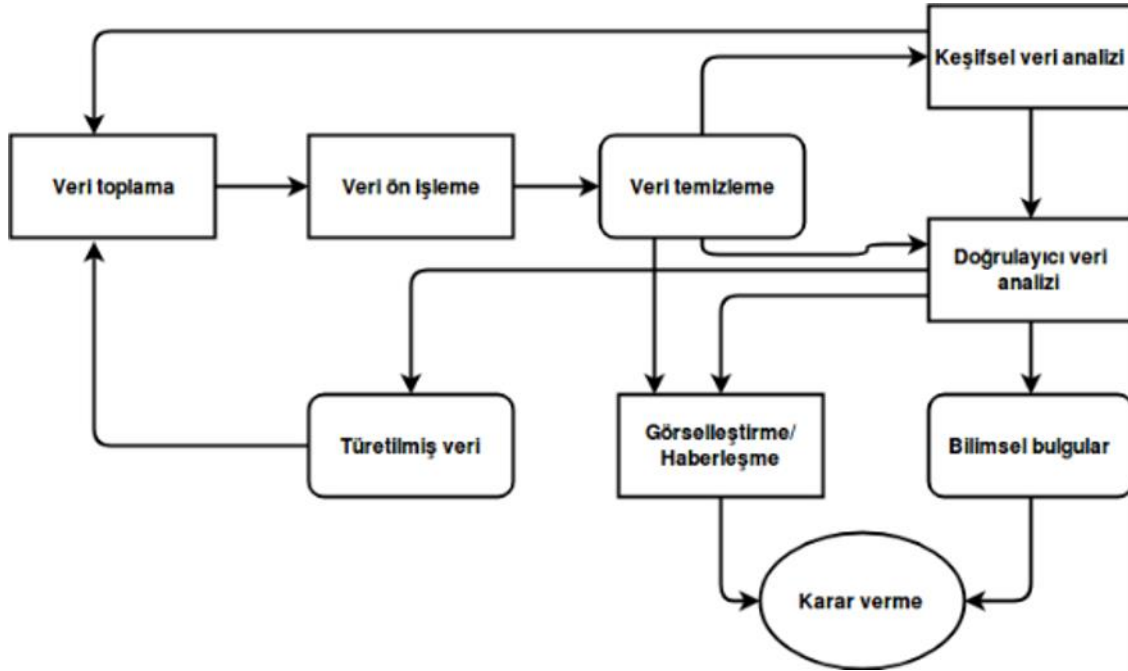 Keşifsel veri analizi
Veri toplama
Veri ön işleme
Veri temizleme
Doğrulayıcı veri
analizi
Türetilmiş veri
Görselleştirme/
Haberleşme
Bilimsel bulgular
Karar verme